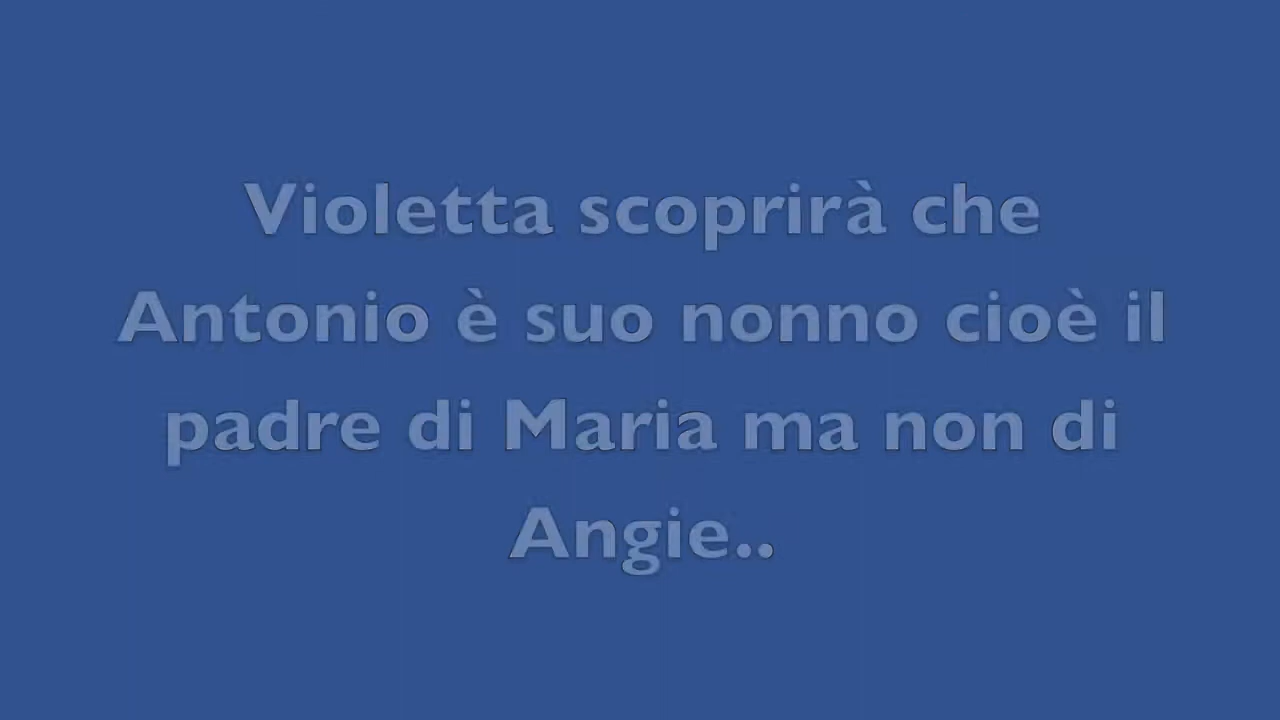 Violetta scoprirà che
Antonio è suo nonno cioè il
padre di Maria ma non di
Angie..